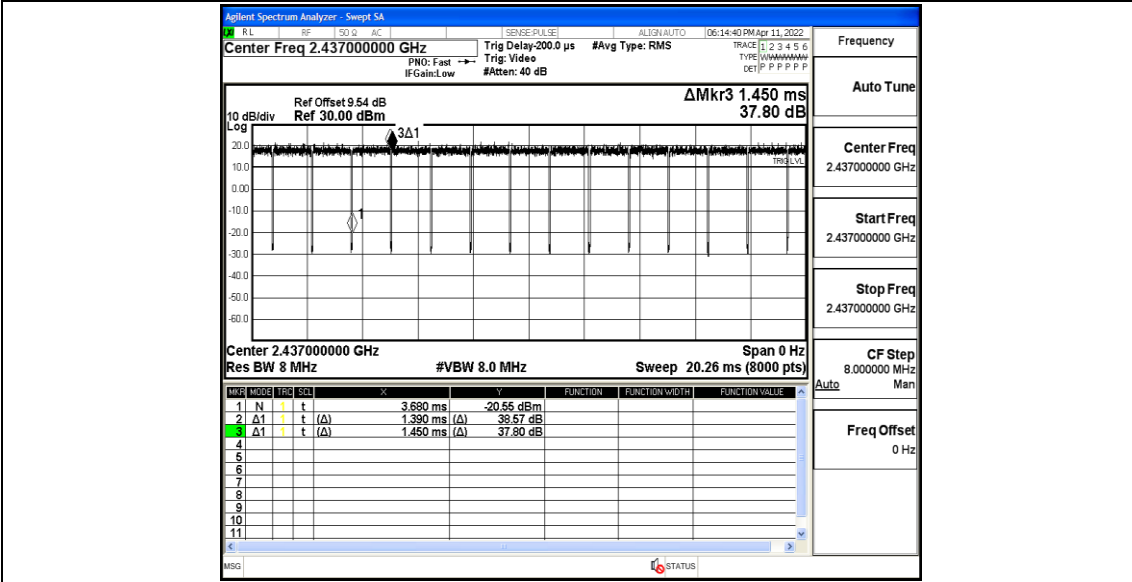 Agilent Spectrum Analyzer - Swept SA
RL RF 50 Ω AC SENSE:PULSE ALIGN AUTO 06:14:40 PM Apr 11, 2022
Center Freq 2.437000000 GHz
PNO: Fast
IFGain:Low
Trig Delay-200.0 µs
Trig: Video
#Atten: 40 dB
#Avg Type: RMS
TRACE 1 2 3 4 5 6
TYPE WWWWWW
DET P P P P P P
Ref Offset 9.54 dB
10 dB/div Ref 30.00 dBm
Log
ΔMkr3 1.450 ms
37.80 dB
3Δ1
20.0
TRIG LVL
10.0
0.00
-10.0
1
-20.0
-30.0
-40.0
-50.0
-60.0
Center 2.437000000 GHz Span 0 Hz
Res BW 8 MHz #VBW 8.0 MHz Sweep 20.26 ms (8000 pts)
MKR MODE TRC SCL X Y FUNCTION FUNCTION WIDTH FUNCTION VALUE
1 N 1 t 3.680 ms -20.55 dBm
2 Δ1 1 t (Δ) 1.390 ms (Δ) 38.57 dB
3 Δ1 1 t (Δ) 1.450 ms (Δ) 37.80 dB
4
5
6
7
8
9
10
11
MSG STATUS
Frequency
Auto Tune
Center Freq
2.437000000 GHz
Start Freq
2.437000000 GHz
Stop Freq
2.437000000 GHz
CF Step
8.000000 MHz
Auto Man
Freq Offset
0 Hz